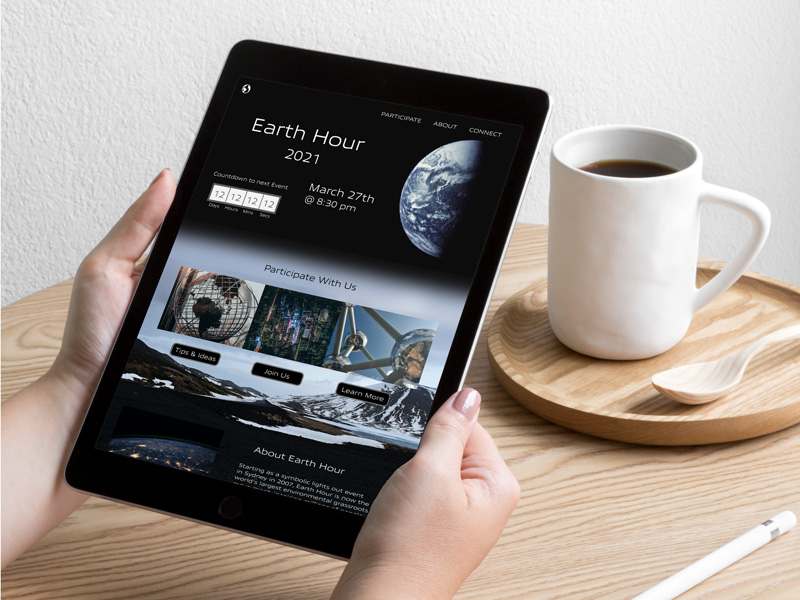 PARTICIPATE ABOUT CONNECT
Earth Hour
2021
Countdown to next Event
12 12 12 12
Days Hours Mins Secs
March 27th
@ 8:30 pm
Participate With Us
Tips & Ideas
Join Us
Learn More
About Earth Hour
Starting as a symbolic lights out event
in Sydney in 2007, Earth Hour is now the
world's largest environmental grassroots